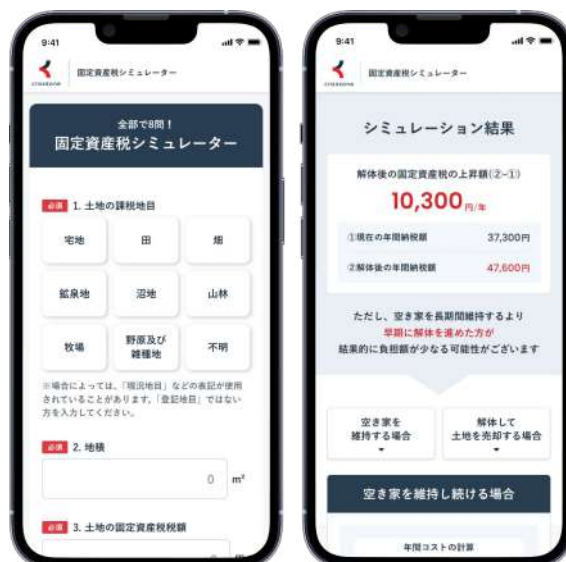 9:41
crassone
固定資産税シミュレーター
全部で8問！
固定資産税シミュレーター
必須 1. 土地の課税地目
宅地 田 畑
鉱泉地 沼地 山林
牧場 野原及び
雑種地 不明
※場合によっては、「現況地目」などの表記が使用
されていることがあります。「登記地目」ではない
方を入力してください。
必須 2. 地積
0 m²
必須 3. 土地の固定資産税税額
9:41
crassone
固定資産税シミュレーター
シミュレーション結果
解体後の固定資産税の上昇額(②-①)
10,300円/年
①現在の年間納税額 37,300円
②解体後の年間納税額 47,600円
ただし、空き家を長期間維持するより
早期に解体を進めた方が
結果的に負担額が少なる可能性がございます
空き家を
維持する場合
解体して
土地を売却する場合
空き家を維持し続ける場合
年間コストの計算